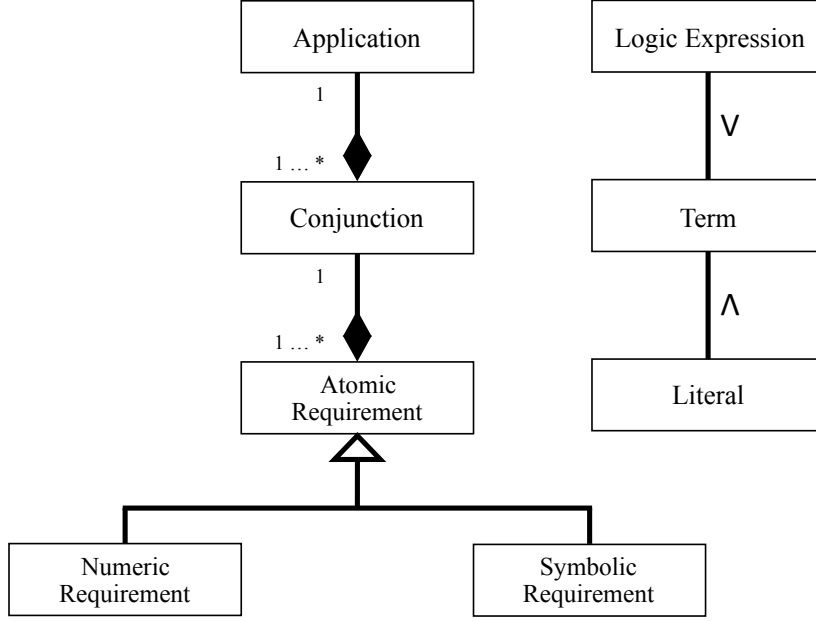 Application
Logic Expression
1
V
1 … *
Conjunction
Term
1
Λ
1 … *
Atomic
Requirement
Literal
Numeric
Requirement
Symbolic
Requirement